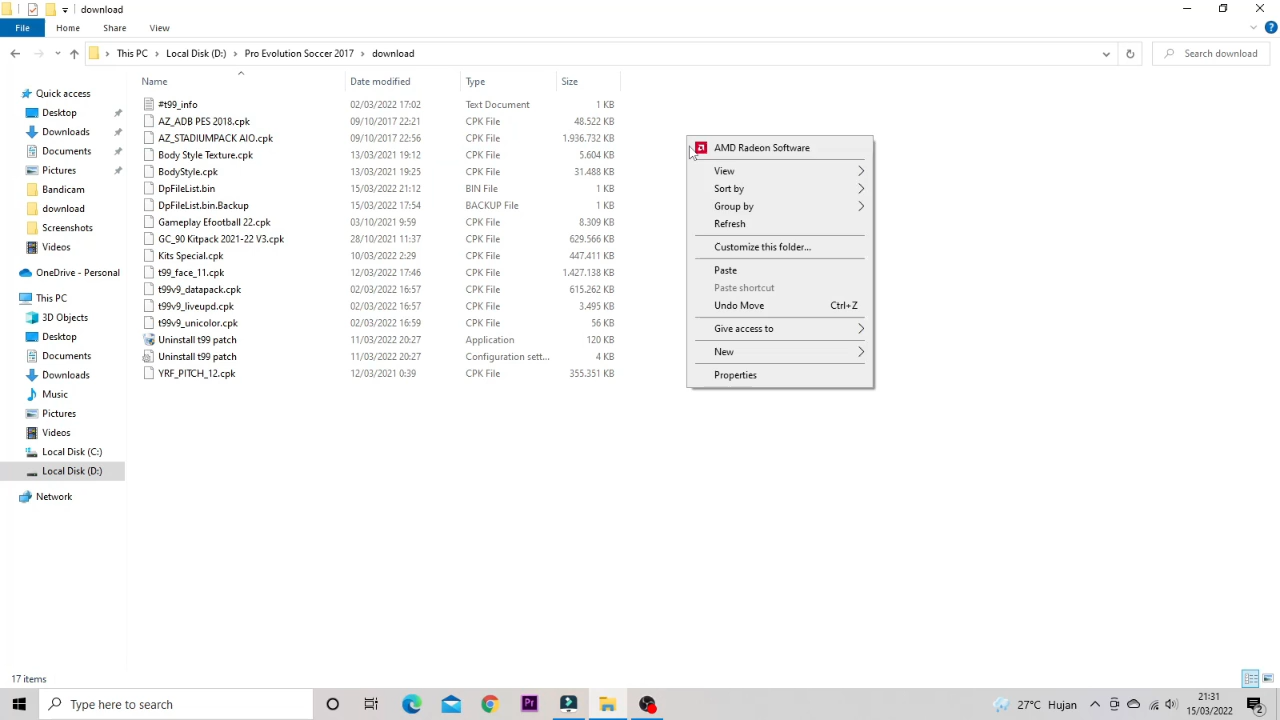 download
File Home Share View
This PC Local Disk (D:) Pro Evolution Soccer 2017 download Search download
Quick access
Desktop
Downloads
Documents
Pictures
Bandicam
download
Screenshots
Videos
OneDrive - Personal
This PC
3D Objects
Desktop
Documents
Downloads
Music
Pictures
Videos
Local Disk (C:)
Local Disk (D:)
Network
Name Date modified Type Size
#t99_info 02/03/2022 17:02 Text Document 1 KB
AZ_ADB PES 2018.cpk 09/10/2017 22:21 CPK File 48.522 KB
AZ_STADIUMPACK AIO.cpk 09/10/2017 22:56 CPK File 1.936.732 KB
Body Style Texture.cpk 13/03/2021 19:12 CPK File 5.604 KB
BodyStyle.cpk 13/03/2021 19:25 CPK File 31.488 KB
DpFileList.bin 15/03/2022 21:12 BIN File 1 KB
DpFileList.bin.Backup 15/03/2022 17:54 BACKUP File 1 KB
Gameplay Efootball 22.cpk 03/10/2021 9:59 CPK File 8.309 KB
GC_90 Kitpack 2021-22 V3.cpk 28/10/2021 11:37 CPK File 629.566 KB
Kits Special.cpk 10/03/2022 2:29 CPK File 447.411 KB
t99_face_11.cpk 12/03/2022 17:46 CPK File 1.427.138 KB
t99v9_datapack.cpk 02/03/2022 16:57 CPK File 615.262 KB
t99v9_liveupd.cpk 02/03/2022 16:57 CPK File 3.495 KB
t99v9_unicolor.cpk 02/03/2022 16:59 CPK File 56 KB
Uninstall t99 patch 11/03/2022 20:27 Application 120 KB
Uninstall t99 patch 11/03/2022 20:27 Configuration sett... 4 KB
YRF_PITCH_12.cpk 12/03/2021 0:39 CPK File 355.351 KB
AMD Radeon Software
View
Sort by
Group by
Refresh
Customize this folder...
Paste
Paste shortcut
Undo Move Ctrl+Z
Give access to
New
Properties
17 items
Type here to search
Pr
27°C Hujan
21:31
15/03/2022
2